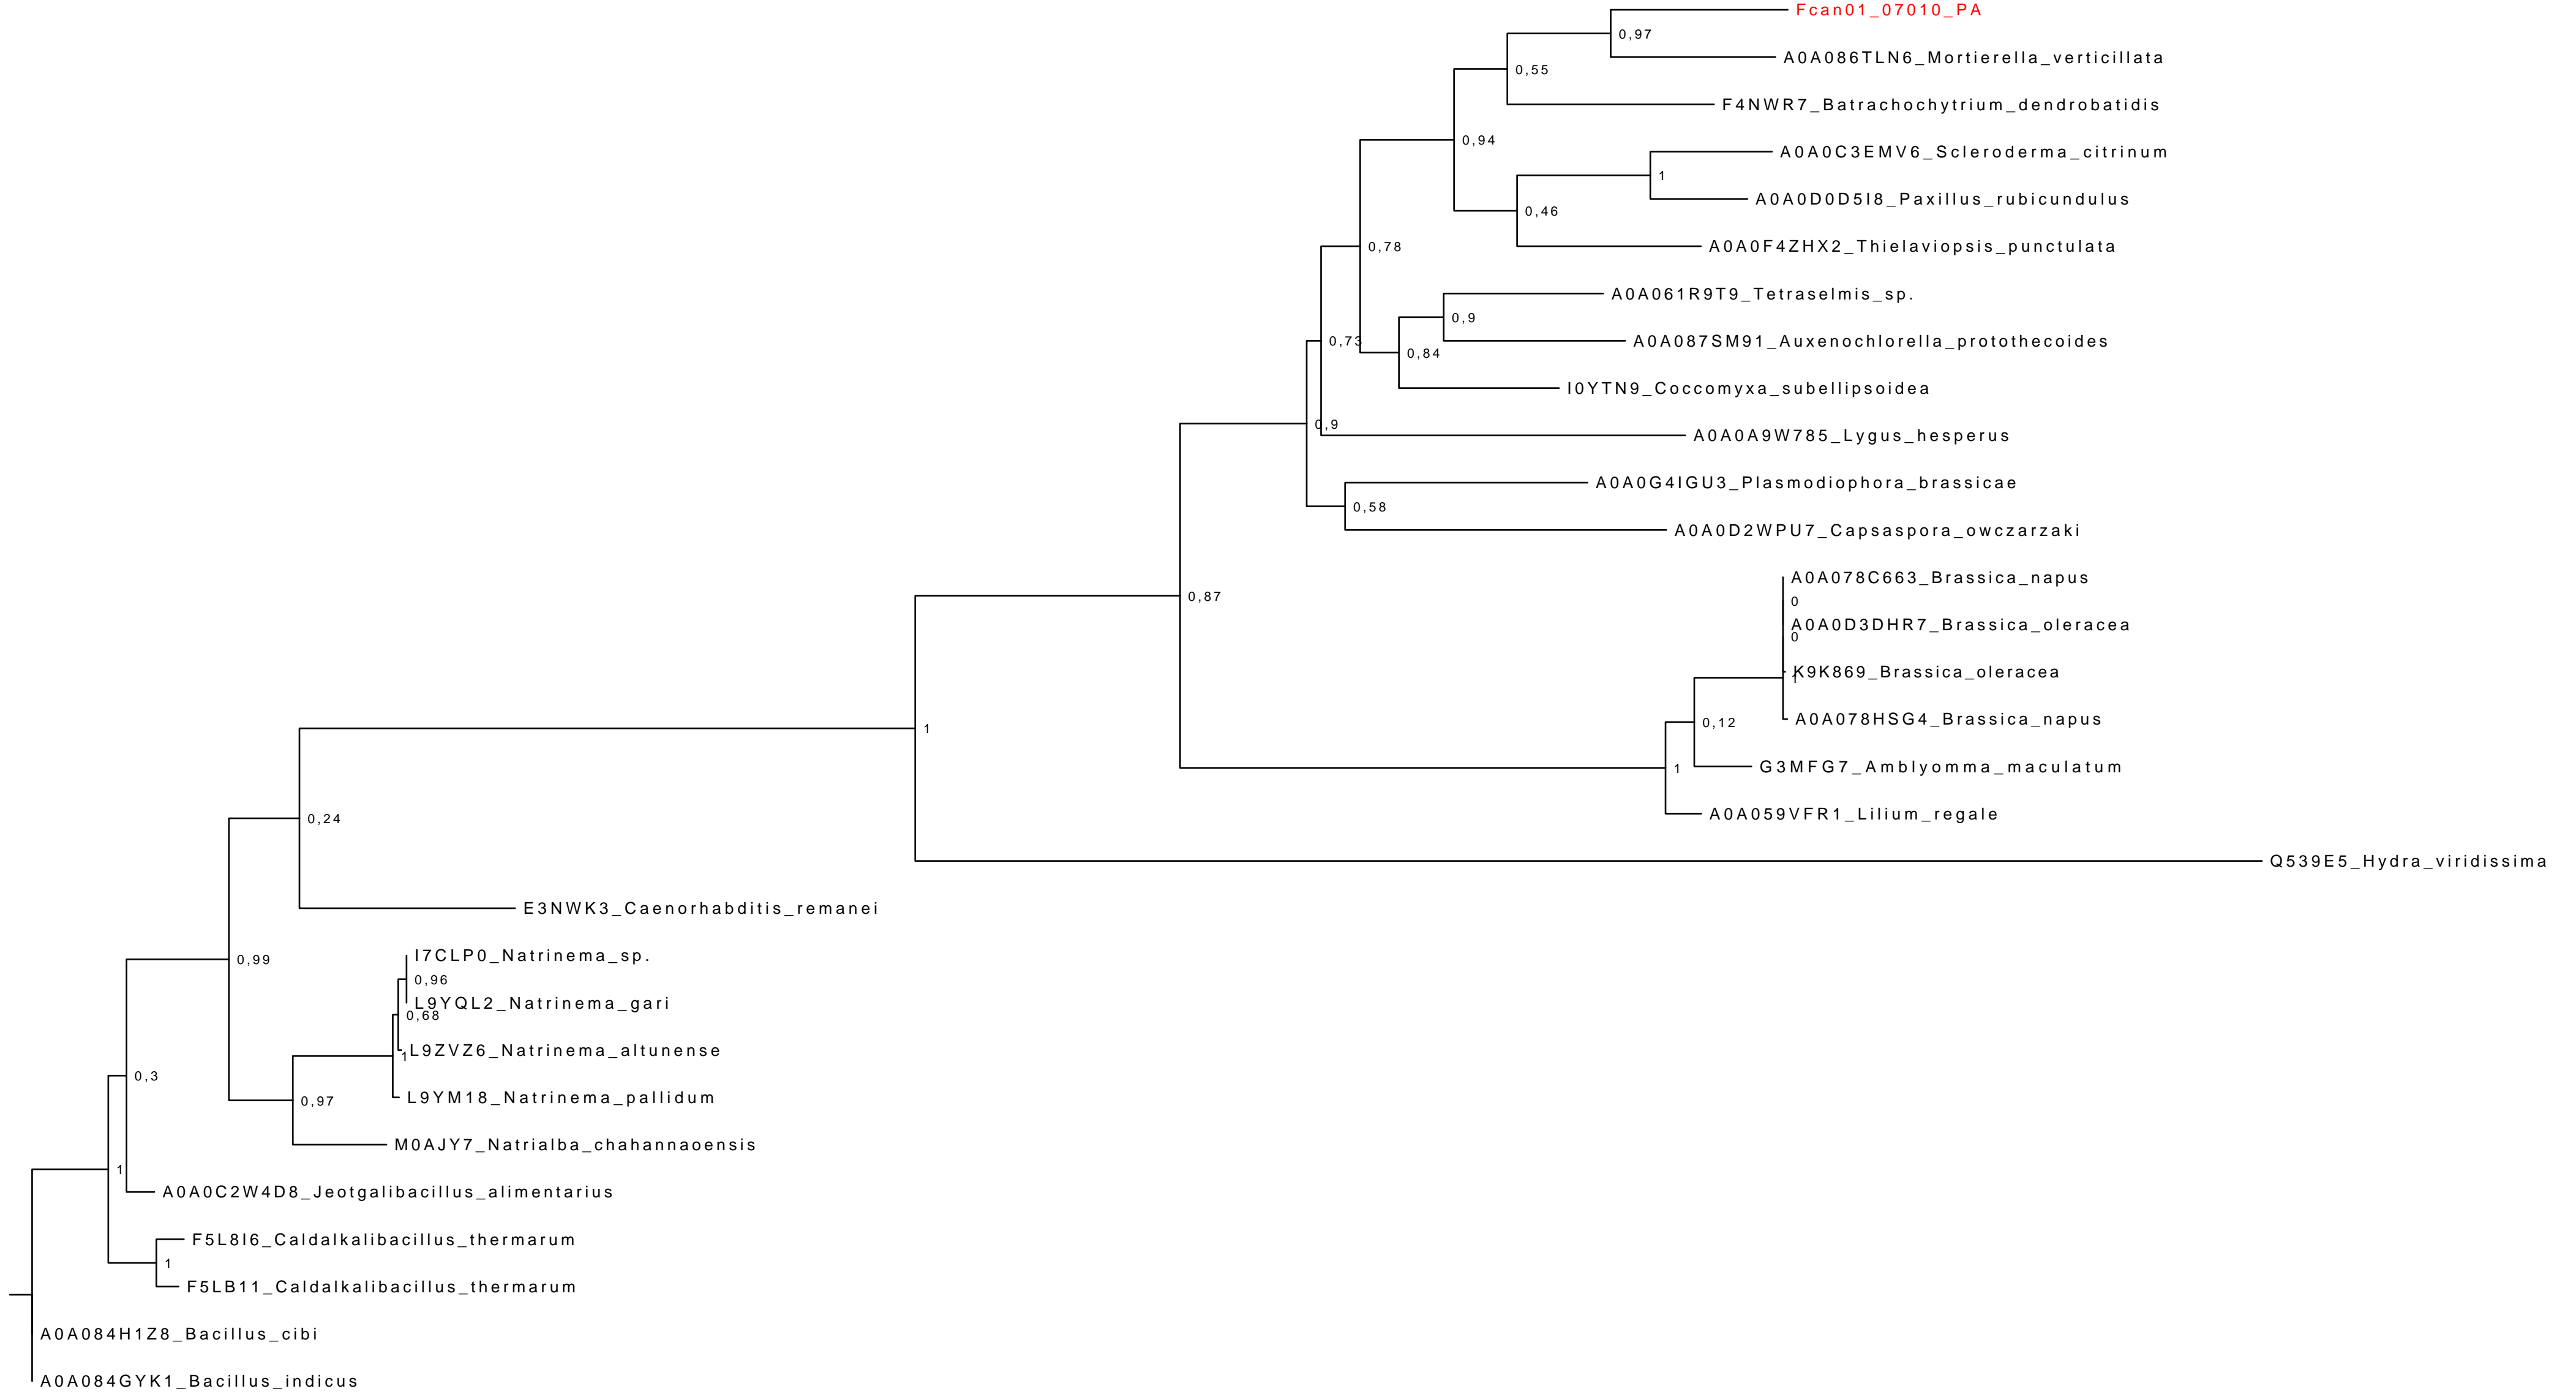 Fcan01_07010_PA
0,97
A0A086TLN6_Mortierella_verticillata
0,55
F4NWR7_Batrachochytrium_dendrobatidis
0,94
A0A0C3EMV6_Scleroderma_citrinum
1
A0A0D0D5I8_Paxillus_rubicundulus
0,46
A0A0F4ZHX2_Thielaviopsis_punctulata
0,78
A0A061R9T9_Tetraselmis_sp.
0,9
A0A087SM91_Auxenochlorella_protothecoides
0,73
0,84
I0YTN9_Coccomyxa_subellipsoidea
0,9
A0A0A9W785_Lygus_hesperus
A0A0G4IGU3_Plasmodiophora_brassicae
0,58
A0A0D2WPU7_Capsaspora_owczarzaki
A0A078C663_Brassica_napus
0,87
0
A0A0D3DHR7_Brassica_oleracea
0
K9K869_Brassica_oleracea
1
A0A078HSG4_Brassica_napus
0,12
1
G3MFG7_Amblyomma_maculatum
1
A0A059VFR1_Lilium_regale
0,24
Q539E5_Hydra_viridissima
E3NWK3_Caenorhabditis_remanei
I7CLP0_Natrinema_sp.
0,99
0,96
L9YQL2_Natrinema_gari
0,68
L9ZVZ6_Natrinema_altunense
1
0,3
L9YM18_Natrinema_pallidum
0,97
M0AJY7_Natrialba_chahannaoensis
1
A0A0C2W4D8_Jeotgalibacillus_alimentarius
F5L8I6_Caldalkalibacillus_thermarum
1
F5LB11_Caldalkalibacillus_thermarum
A0A084H1Z8_Bacillus_cibi
A0A084GYK1_Bacillus_indicus